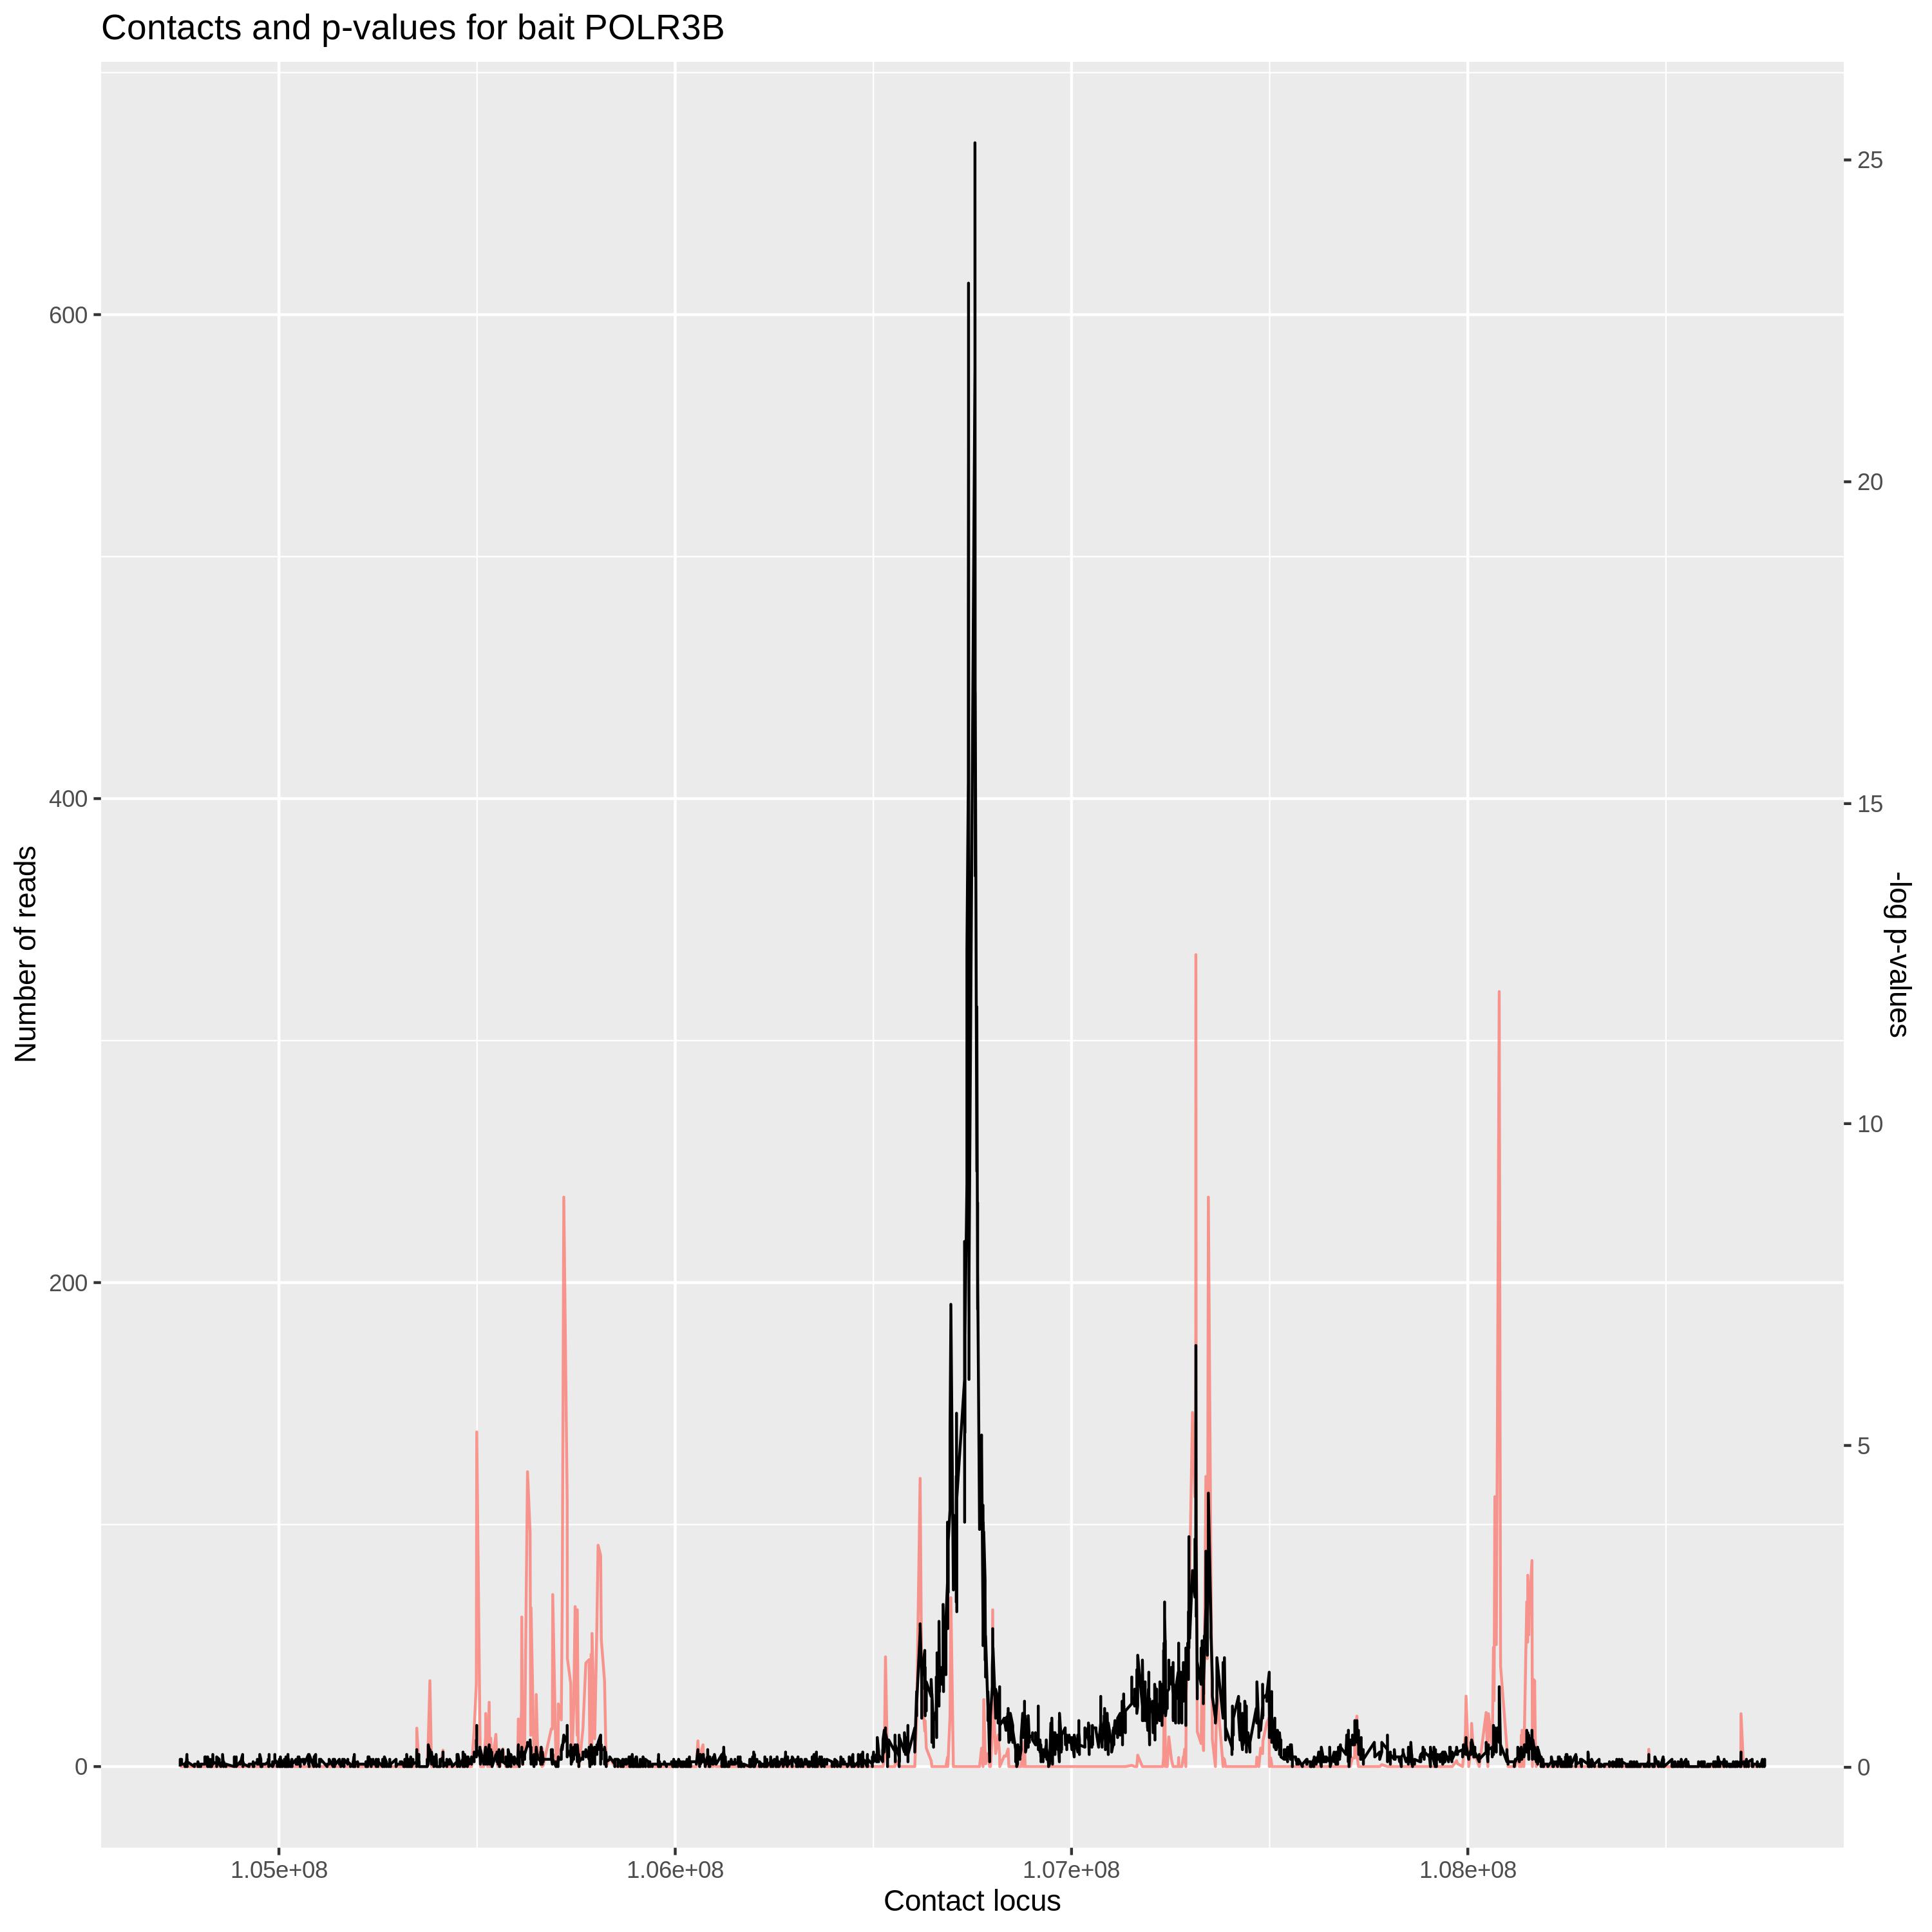 Contacts and p-values for bait POLR3B
600
400
200
0
Number of reads
25
20
15
10
5
0
-log p-values
1.05e+08
1.06e+08
1.07e+08
1.08e+08
Contact locus